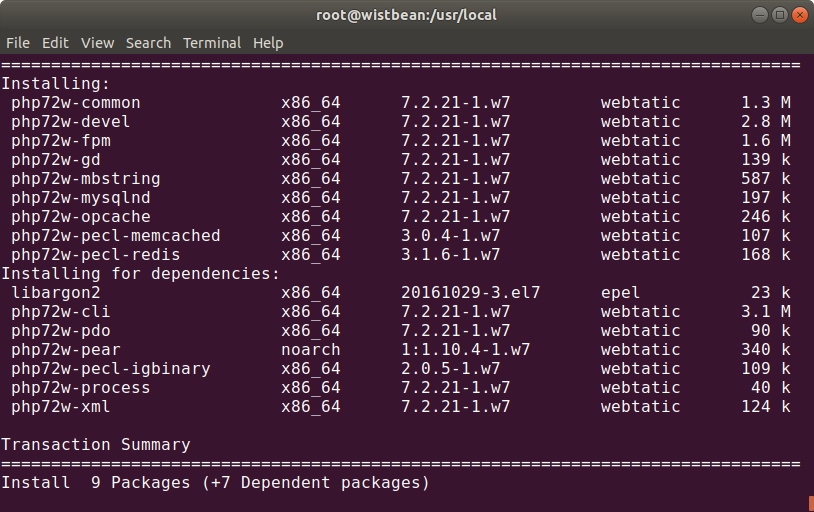 root@wistbean:/usr/local
File Edit View Search Terminal Help
================================================================================
Installing:
 php72w-common              x86_64      7.2.21-1.w7         webtatic      1.3 M
 php72w-devel               x86_64      7.2.21-1.w7         webtatic      2.8 M
 php72w-fpm                 x86_64      7.2.21-1.w7         webtatic      1.6 M
 php72w-gd                  x86_64      7.2.21-1.w7         webtatic      139 k
 php72w-mbstring            x86_64      7.2.21-1.w7         webtatic      587 k
 php72w-mysqlnd             x86_64      7.2.21-1.w7         webtatic      197 k
 php72w-opcache             x86_64      7.2.21-1.w7         webtatic      246 k
 php72w-pecl-memcached      x86_64      3.0.4-1.w7          webtatic      107 k
 php72w-pecl-redis          x86_64      3.1.6-1.w7          webtatic      168 k
Installing for dependencies:
 libargon2                  x86_64      20161029-3.el7      epel           23 k
 php72w-cli                 x86_64      7.2.21-1.w7         webtatic      3.1 M
 php72w-pdo                 x86_64      7.2.21-1.w7         webtatic       90 k
 php72w-pear                noarch      1:1.10.4-1.w7       webtatic      340 k
 php72w-pecl-igbinary       x86_64      2.0.5-1.w7          webtatic      109 k
 php72w-process             x86_64      7.2.21-1.w7         webtatic       40 k
 php72w-xml                 x86_64      7.2.21-1.w7         webtatic      124 k

Transaction Summary
================================================================================
Install  9 Packages (+7 Dependent packages)